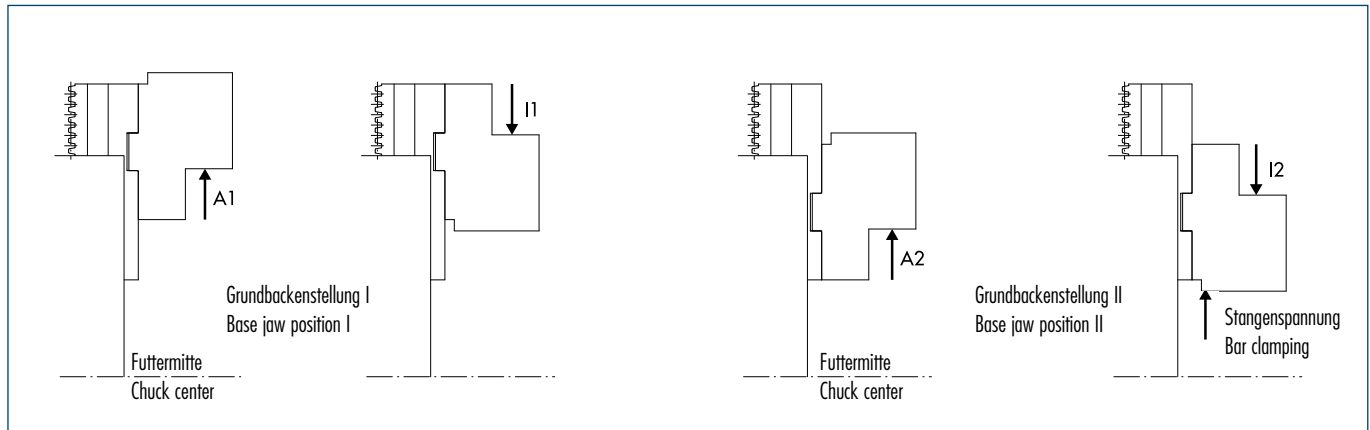 A1
I1
Grundbackenstellung I
Base jaw position I
Futtermitte
Chuck center
A2
I2
Grundbackenstellung II
Base jaw position II
Stangenspannung
Bar clamping
Futtermitte
Chuck center